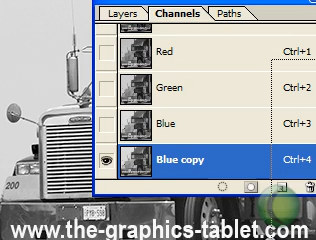 Layers Channels Paths
Red Ctrl+1
Green Ctrl+2
Blue Ctrl+3
Blue copy Ctrl+4
200
www.the-graphics-tablet.com